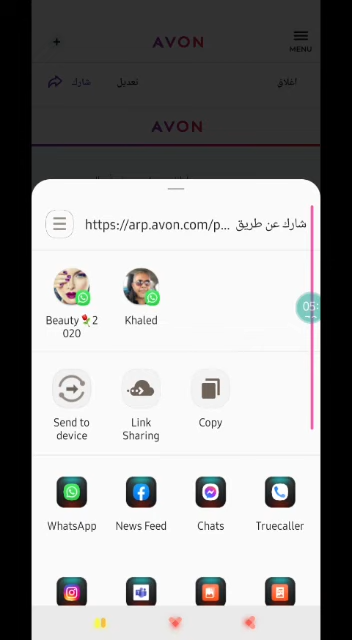 AVON
MENU
شارك
تعديل
اغلاق
AVON
https://arp.avon.com/p... شارك عن طريق
05:
Beauty 🌹2
020
Khaled
Send to
device
Link
Sharing
Copy
WhatsApp
News Feed
Chats
Truecaller